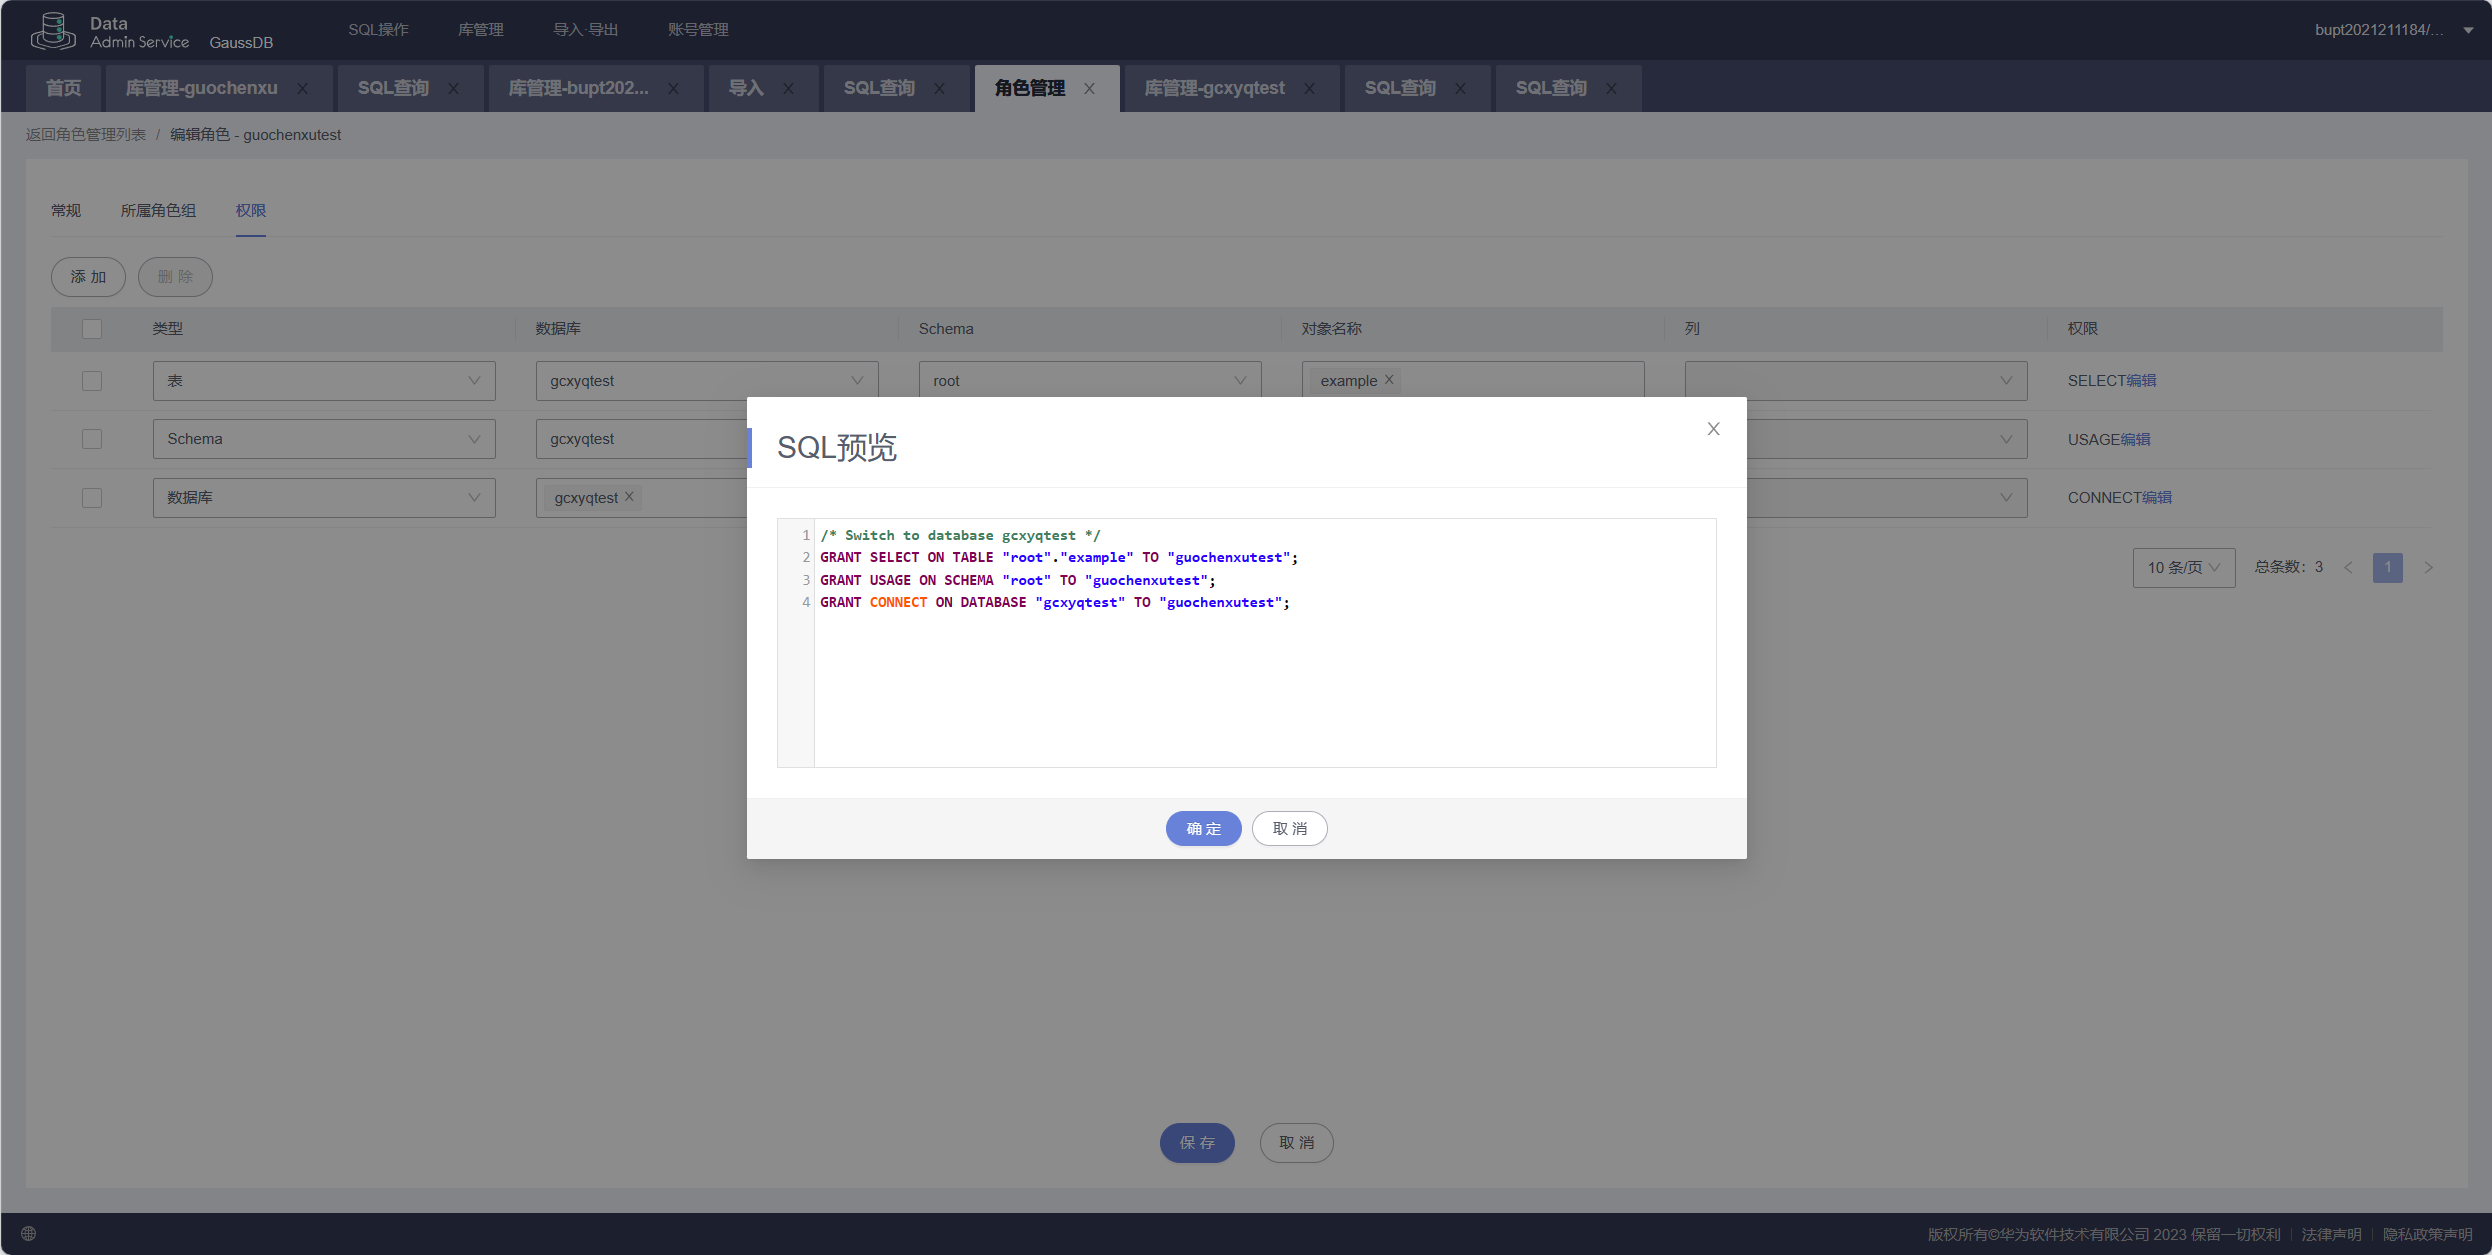 Data
Admin Service GaussDB SQL操作 库管理 导入·导出 账号管理 bupt2021211184/...
首页 库管理-guochenxu SQL查询 库管理-bupt202... 导入 SQL查询 角色管理 库管理-gcxyqtest SQL查询 SQL查询
返回角色管理列表 / 编辑角色 - guochenxutest
常规 所属角色组 权限
添 加 删 除
类型 数据库 Schema 对象名称 列 权限
表 gcxyqtest root example SELECT编辑
Schema gcxyqtest USAGE编辑
数据库 gcxyqtest CONNECT编辑
10 条/页 总条数：3 1
SQL预览
1 /* Switch to database gcxyqtest */
2 GRANT SELECT ON TABLE "root"."example" TO "guochenxutest";
3 GRANT USAGE ON SCHEMA "root" TO "guochenxutest";
4 GRANT CONNECT ON DATABASE "gcxyqtest" TO "guochenxutest";
确 定 取 消
保 存 取 消
版权所有©华为软件技术有限公司 2023 保留一切权利 | 法律声明 | 隐私政策声明